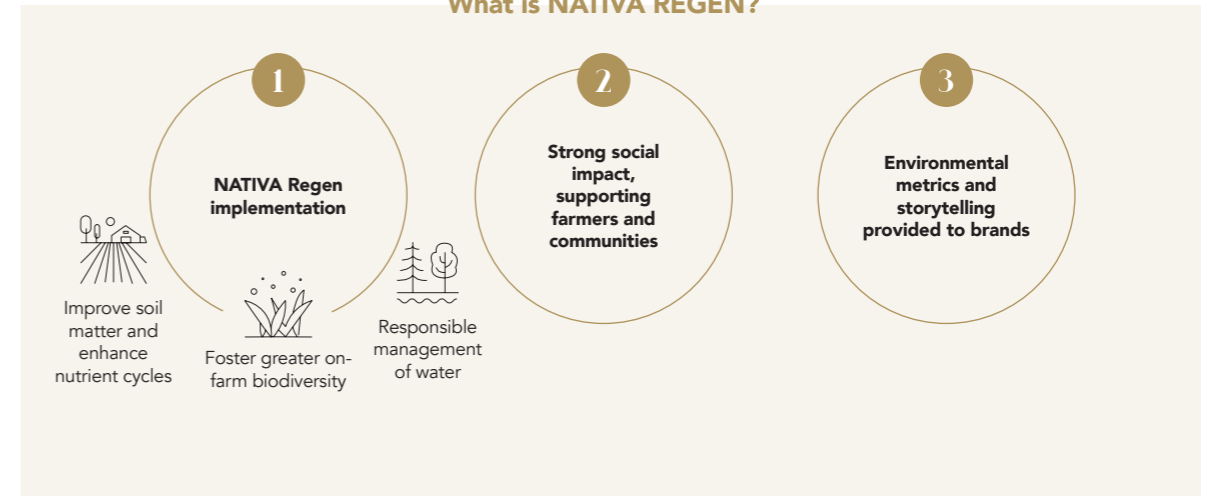 What is NATIVA REGEN?
1
NATIVA Regen
implementation
Improve soil
matter and
enhance
nutrient cycles
Foster greater on-
farm biodiversity
Responsible
management
of water
2
Strong social
impact,
supporting
farmers and
communities
3
Environmental
metrics and
storytelling
provided to brands